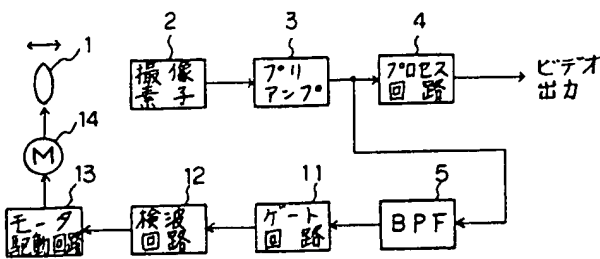 1
2
撮像
素子
3
プリ
アンプ
4
プロセス
回路
ビデオ
出力
14
M
13
モータ
駆動回路
12
検波
回路
11
ゲート
回路
5
BPF